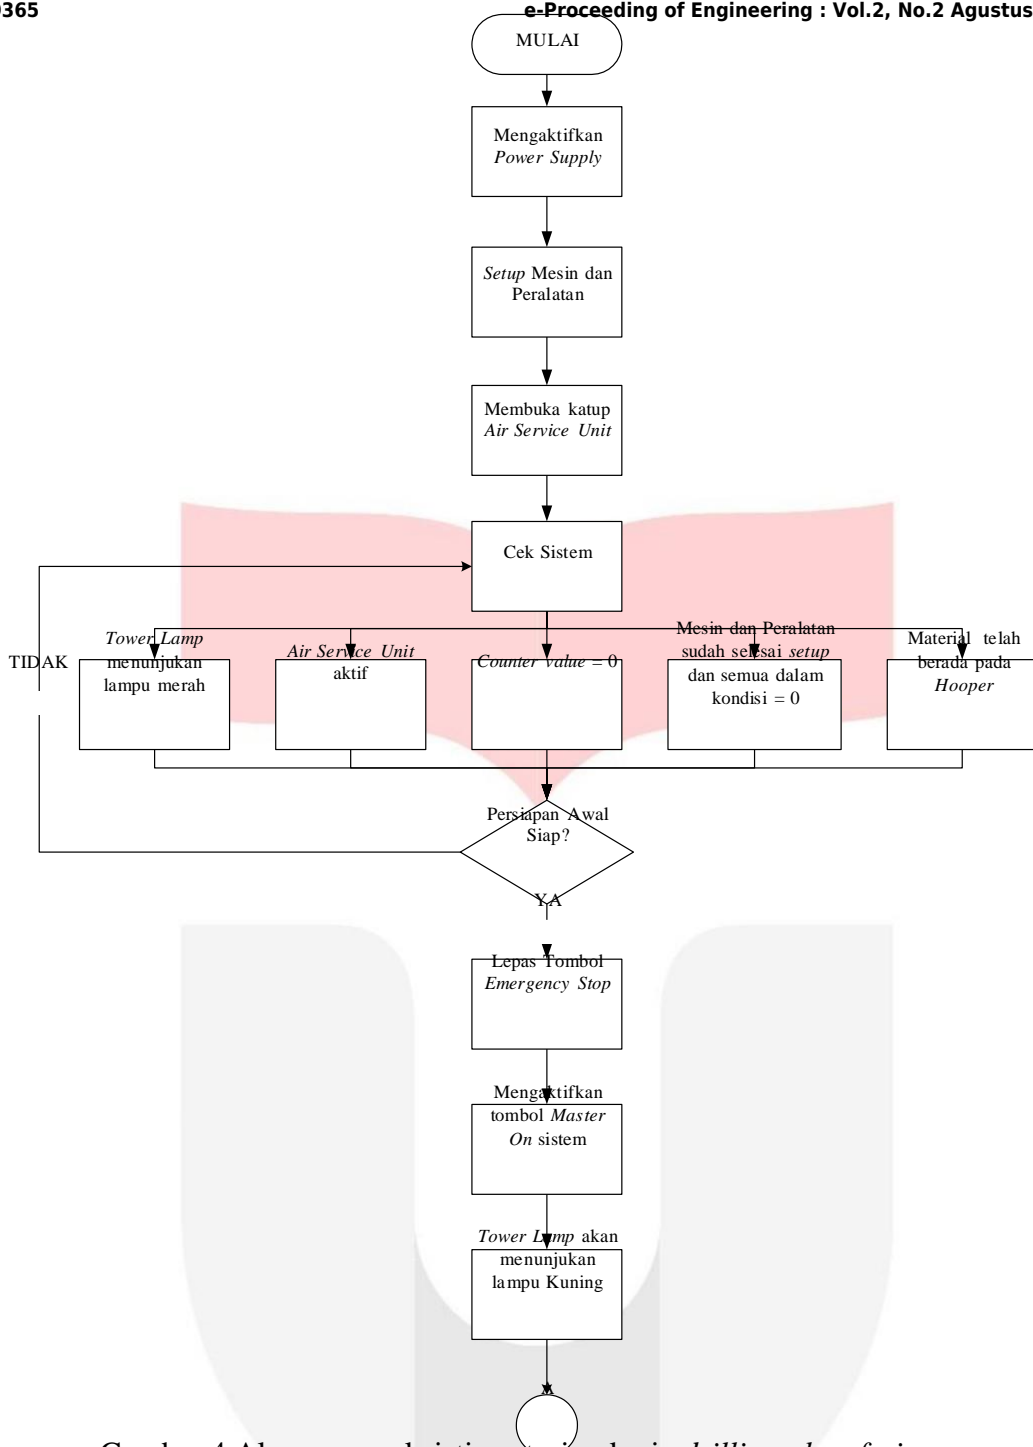 e-Proceeding of Engineering : Vol.2, No.2 Agustus
MULAI
Mengaktifkan
Power Supply
Setup Mesin dan
Peralatan
Membuka katup
Air Service Unit
Cek Sistem
TIDAK
Tower Lamp
menunjukan
lampu merah
Air Service Unit
aktif
Counter value = 0
Mesin dan Peralatan
sudah selesai setup
dan semua dalam
kondisi = 0
Material telah
berada pada
Hooper
Persiapan Awal
Siap?
YA
Lepas Tombol
Emergency Stop
Mengaktifkan
tombol Master
On sistem
Tower Lamp akan
menunjukan
lampu Kuning
A